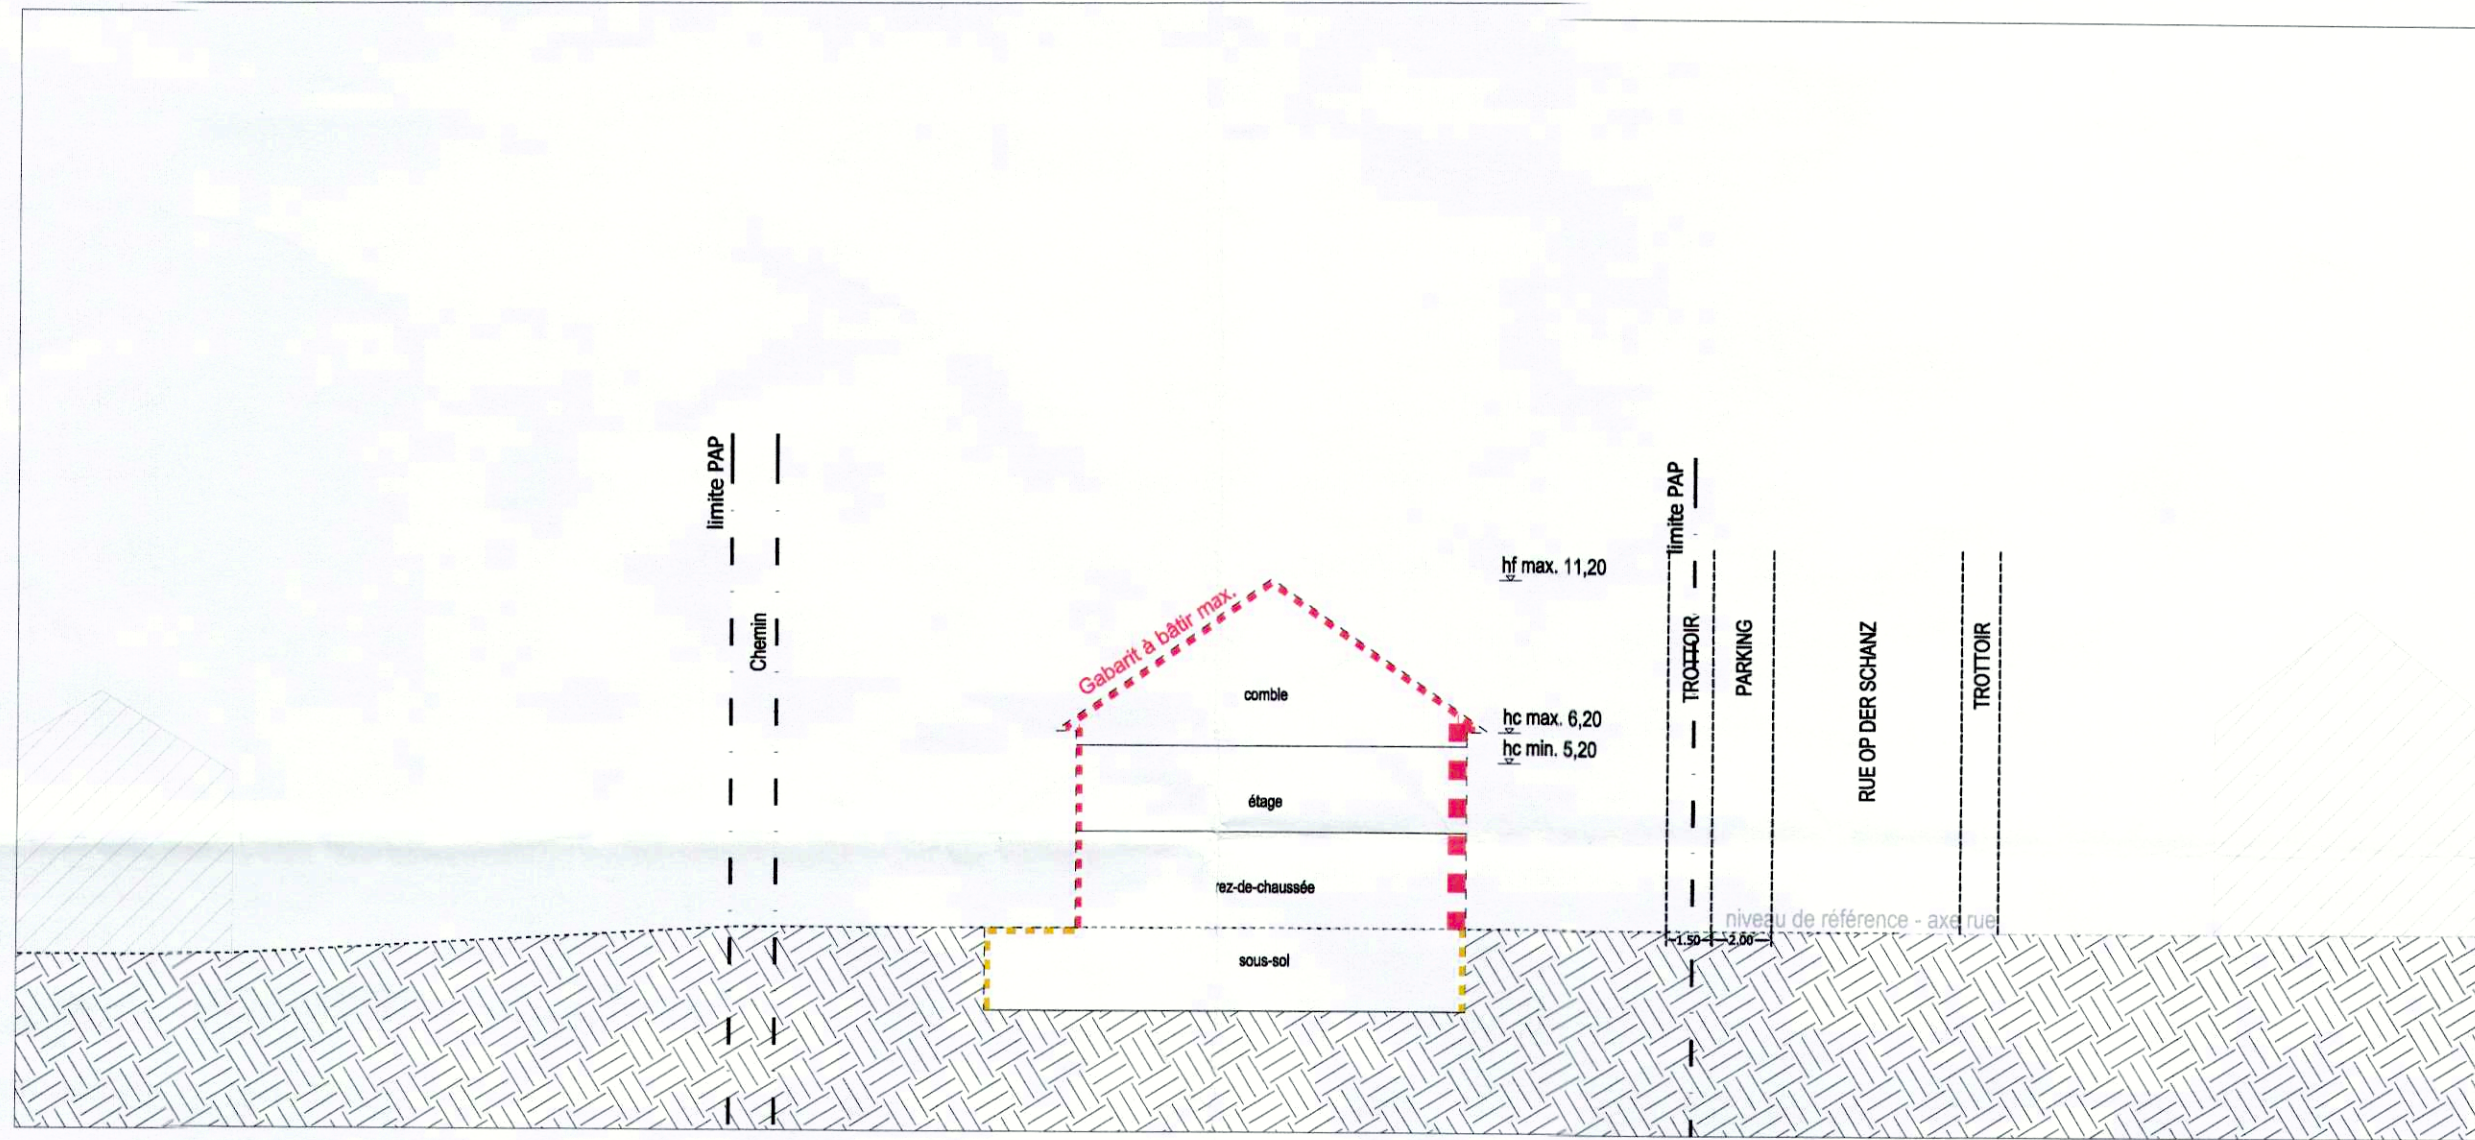 limite PAP
Chemin
Gabarit à bâtir max.
comble
étage
rez-de-chaussée
sous-sol
hf max. 11,20
hc max. 6,20
hc min. 5,20
limite PAP
TROTTOIR
PARKING
RUE OP DER SCHANZ
TROTTOIR
niveau de référence - axe rue
1.50 2.00